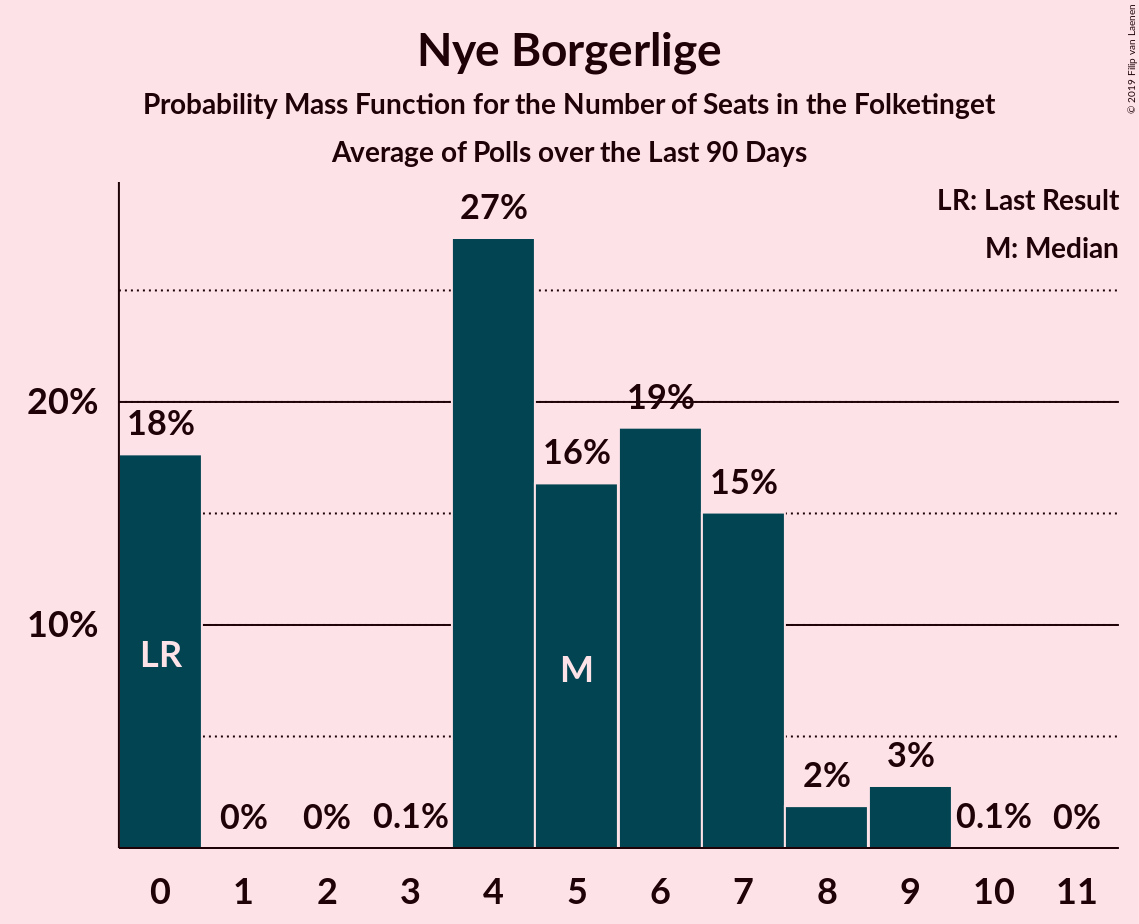 Nye Borgerlige
Probability Mass Function for the Number of Seats in the Folketinget
Average of Polls over the Last 90 Days
© 2019 Filip van Laenen
LR: Last Result
M: Median
27%
20%
18%
19%
16%
15%
10%
LR
M
0%
0%
0.1%
2%
3%
0.1%
0%
0 1 2 3 4 5 6 7 8 9 10 11